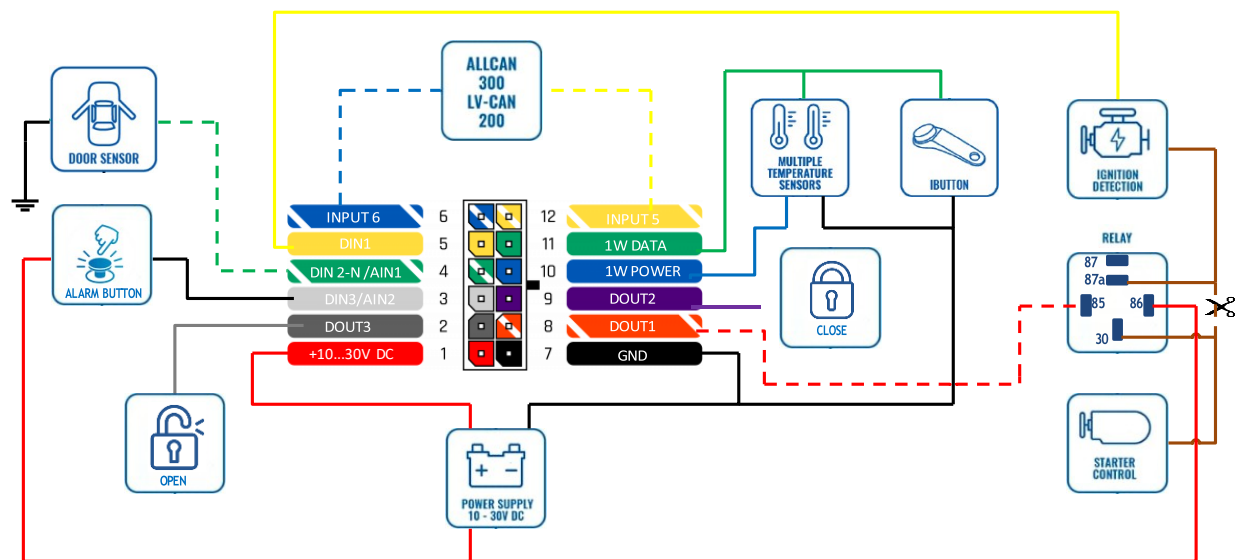 ALLCAN
300
LV-CAN
200
DOOR SENSOR
MULTIPLE
TEMPERATURE
SENSORS
IBUTTON
IGNITION
DETECTION
INPUT 6
6
12
INPUT 5
DIN1
5
11
1W DATA
DIN 2-N /AIN1
4
10
1W POWER
DIN3/AIN2
3
9
DOUT2
DOUT3
2
8
DOUT1
+10...30V DC
1
7
GND
ALARM BUTTON
CLOSE
RELAY
87
87a
85
86
30
OPEN
POWER SUPPLY
10 - 30V DC
STARTER
CONTROL